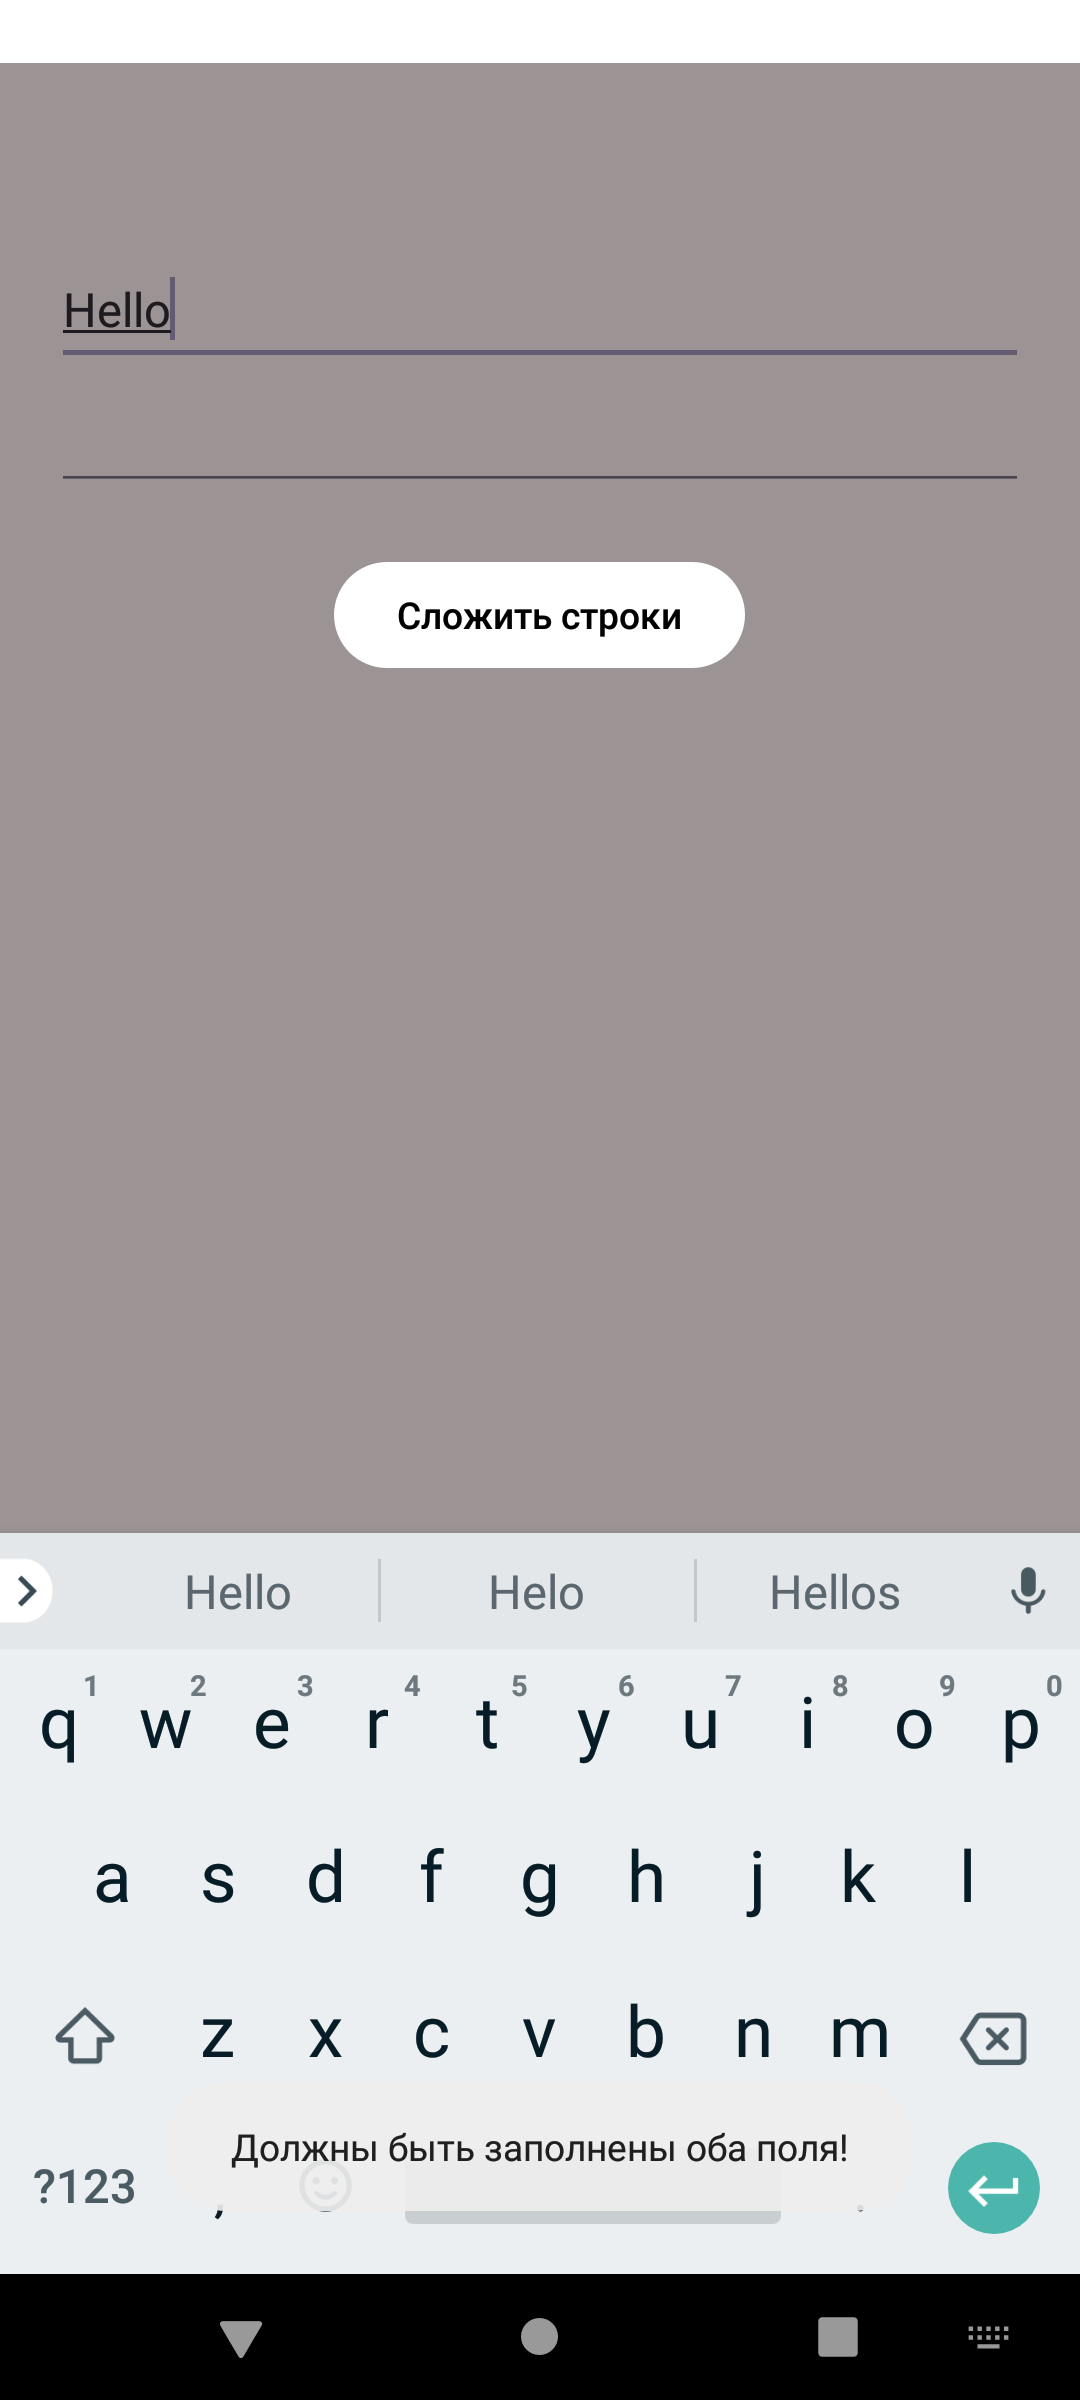 Hello
Сложить строки
Hello Helo Hellos
1 2 3 4 5 6 7 8 9 0
q w e r t y u i o p
a s d f g h j k l
z x c v b n m
Должны быть заполнены оба поля!
?123 , .